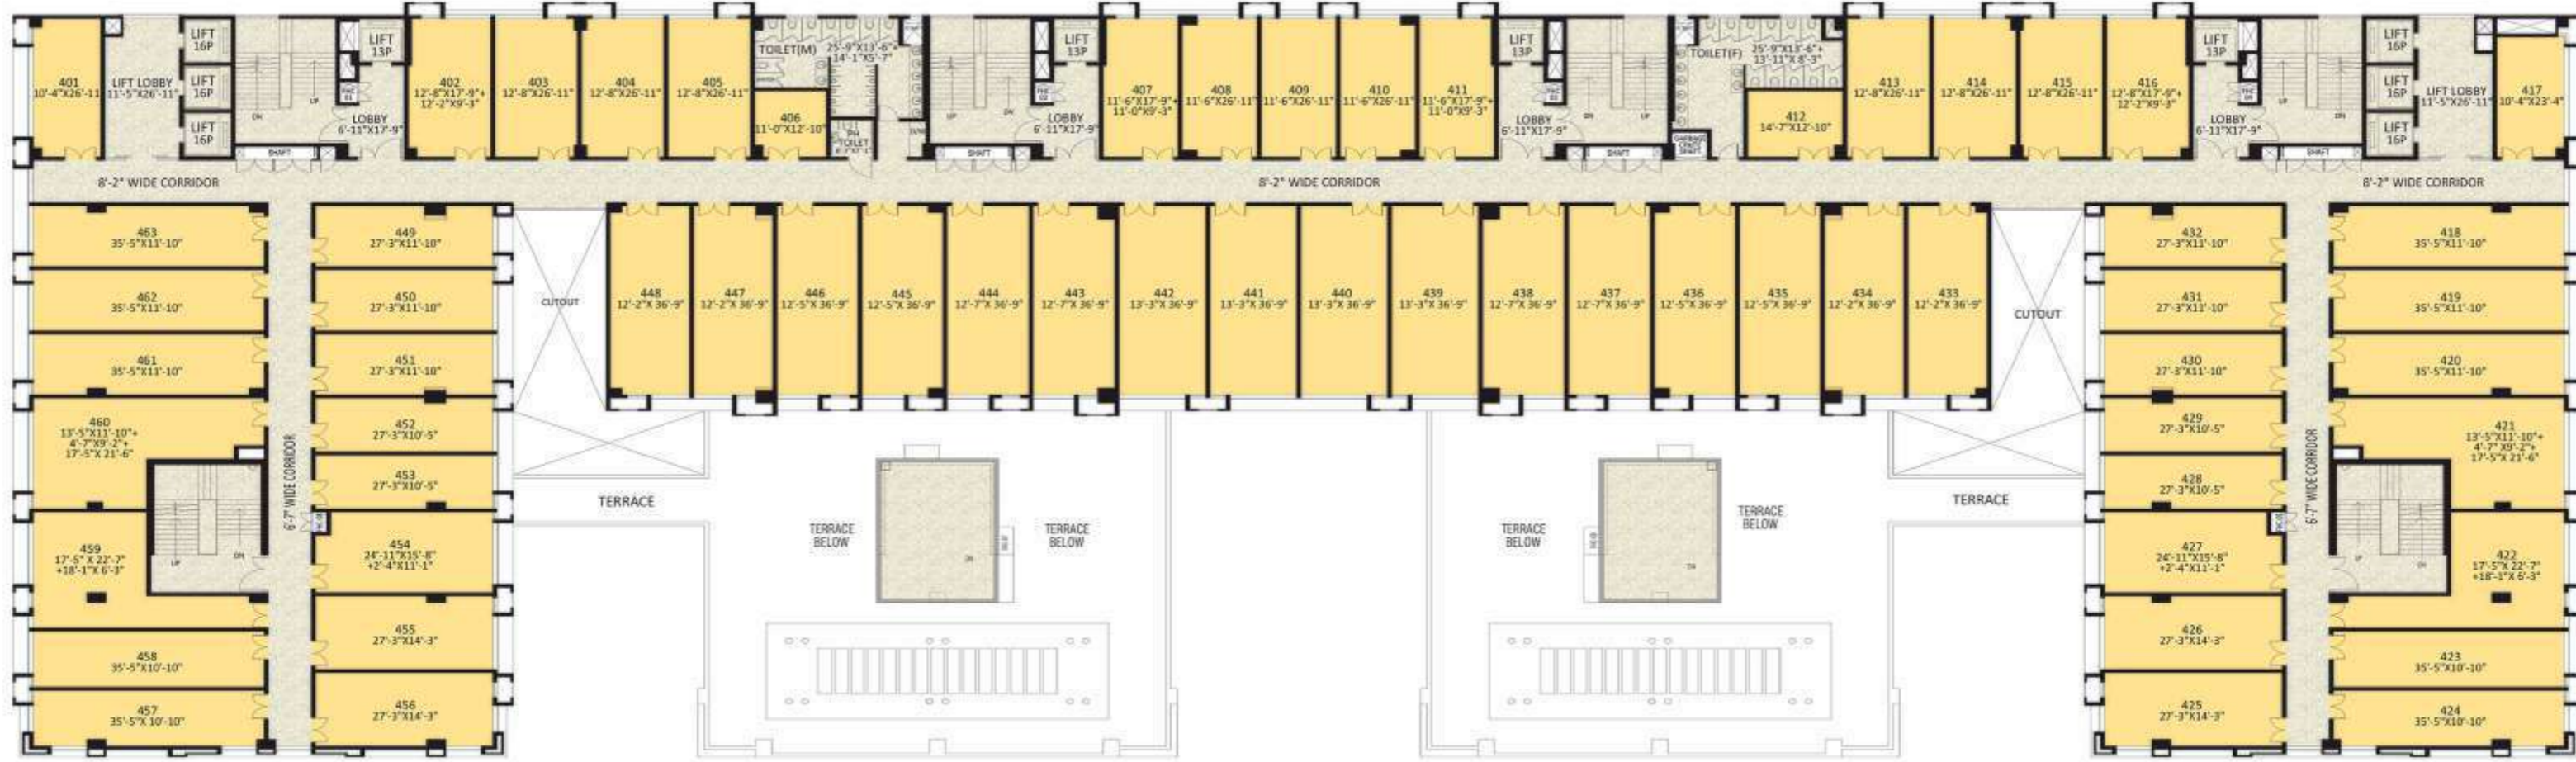 401
10'-4"X26'-11
LIFT LOBBY
11'-5"X26'-11"
LIFT
16P
LIFT
16P
LIFT
16P
UP
DN
SHAFT
LIFT
13P
LOBBY
6'-11"X17'-9"
402
12'-8"X17'-9"+
12'-2"X9'-3"
403
12'-8"X26'-11"
404
12'-8"X26'-11"
405
12'-8"X26'-11"
TOILET(M)
25'-9"X13'-6"+
14'-1"X5'-7"
406
11'-0"X12'-10"
PH
TOILET
UP
DN
SHAFT
LIFT
13P
LOBBY
6'-11"X17'-9"
407
11'-6"X17'-9"+
11'-0"X9'-3"
408
11'-6"X26'-11"
409
11'-6"X26'-11"
410
11'-6"X26'-11"
411
11'-6"X17'-9"+
11'-0"X9'-3"
LIFT
13P
LOBBY
6'-11"X17'-9"
DN
UP
SHAFT
TOILET(F)
25'-9"X13'-6"+
13'-11"X 8'-3"
412
14'-7"X12'-10"
413
12'-8"X26'-11"
414
12'-8"X26'-11"
415
12'-8"X26'-11"
416
12'-8"X17'-9"+
12'-2"X9'-3"
LIFT
13P
LOBBY
6'-11"X17'-9"
UP
DN
SHAFT
LIFT
16P
LIFT
16P
LIFT
16P
LIFT LOBBY
11'-5"X26'-11"
417
10'-4"X23'-4"
8'-2" WIDE CORRIDOR
8'-2" WIDE CORRIDOR
8'-2" WIDE CORRIDOR
463
35'-5"X11'-10"
462
35'-5"X11'-10"
461
35'-5"X11'-10"
460
13'-5"X11'-10"+
4'-7"X9'-2"+
17'-5"X 21'-6"
459
17'-5" X 22'-7"
+18'-1"X 6'-3"
UP
DN
458
35'-5"X10'-10"
457
35'-5"X 10'-10"
6'-7" WIDE CORRIDOR
449
27'-3"X11'-10"
450
27'-3"X11'-10"
451
27'-3"X11'-10"
452
27'-3"X10'-5"
453
27'-3"X10'-5"
454
24'-11"X15'-8"
+2'-4"X11'-1"
455
27'-3"X14'-3"
456
27'-3"X14'-3"
CUTOUT
448
12'-2"X 36'-9"
447
12'-2"X 36'-9"
446
12'-5"X 36'-9"
445
12'-5"X 36'-9"
444
12'-7"X 36'-9"
443
12'-7"X 36'-9"
442
13'-3"X 36'-9"
441
13'-3"X 36'-9"
440
13'-3"X 36'-9"
439
13'-3"X 36'-9"
438
12'-7"X 36'-9"
437
12'-7"X 36'-9"
436
12'-5"X 36'-9"
435
12'-5"X 36'-9"
434
12'-2"X 36'-9"
433
12'-2"X 36'-9"
CUTOUT
TERRACE
TERRACE
BELOW
TERRACE
BELOW
TERRACE
BELOW
TERRACE
BELOW
TERRACE
432
27'-3"X11'-10"
431
27'-3"X11'-10"
430
27'-3"X11'-10"
429
27'-3"X10'-5"
428
27'-3"X10'-5"
427
24'-11"X15'-8"
+2'-4"X11'-1"
426
27'-3"X14'-3"
425
27'-3"X14'-3"
6'-7" WIDE CORRIDOR
418
35'-5"X11'-10"
419
35'-5"X11'-10"
420
35'-5"X11'-10"
421
13'-5"X11'-10"+
4'-7" X9'-2"+
17'-5"X 21'-6"
UP
DN
422
17'-5"X 22'-7"
+18'-1"X 6'-3"
423
35'-5"X10'-10"
424
35'-5"X10'-10"